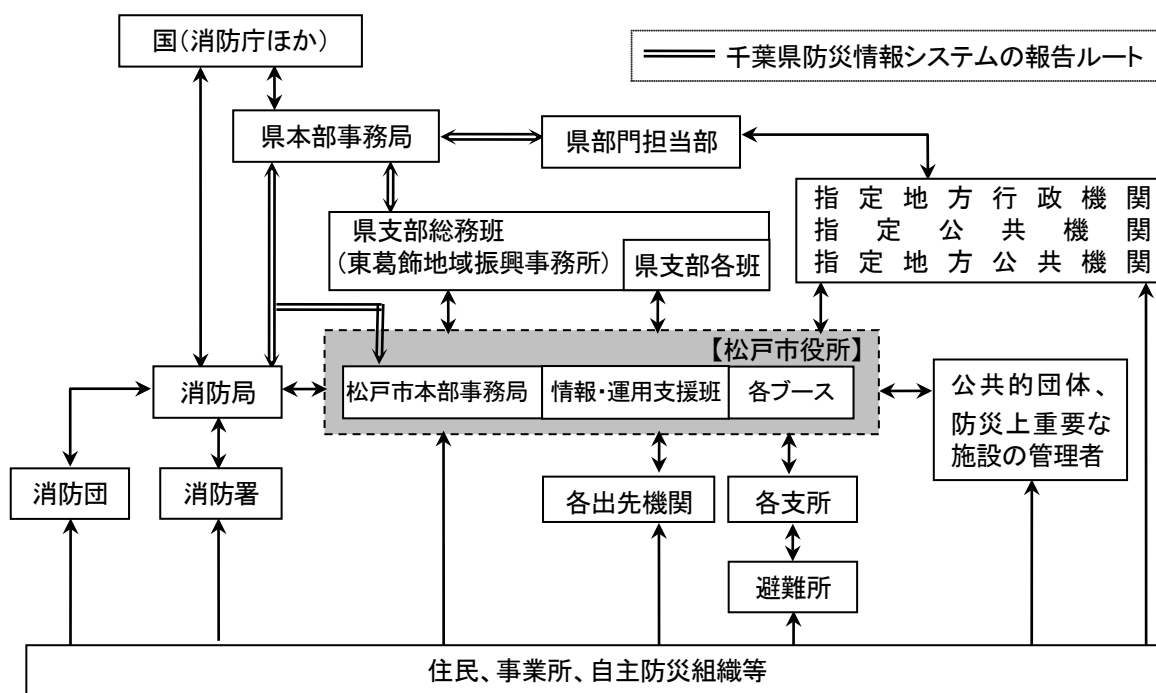 国(消防庁ほか)
千葉県防災情報システムの報告ルート
県本部事務局
県部門担当部
指定地方行政機関
指定公共機関
指定地方公共機関
県支部総務班
(東葛飾地域振興事務所)
県支部各班
【松戸市役所】
消防局
松戸市本部事務局
情報・運用支援班
各ブース
公共的団体、
防災上重要な
施設の管理者
消防団
消防署
各出先機関
各支所
避難所
住民、事業所、自主防災組織等